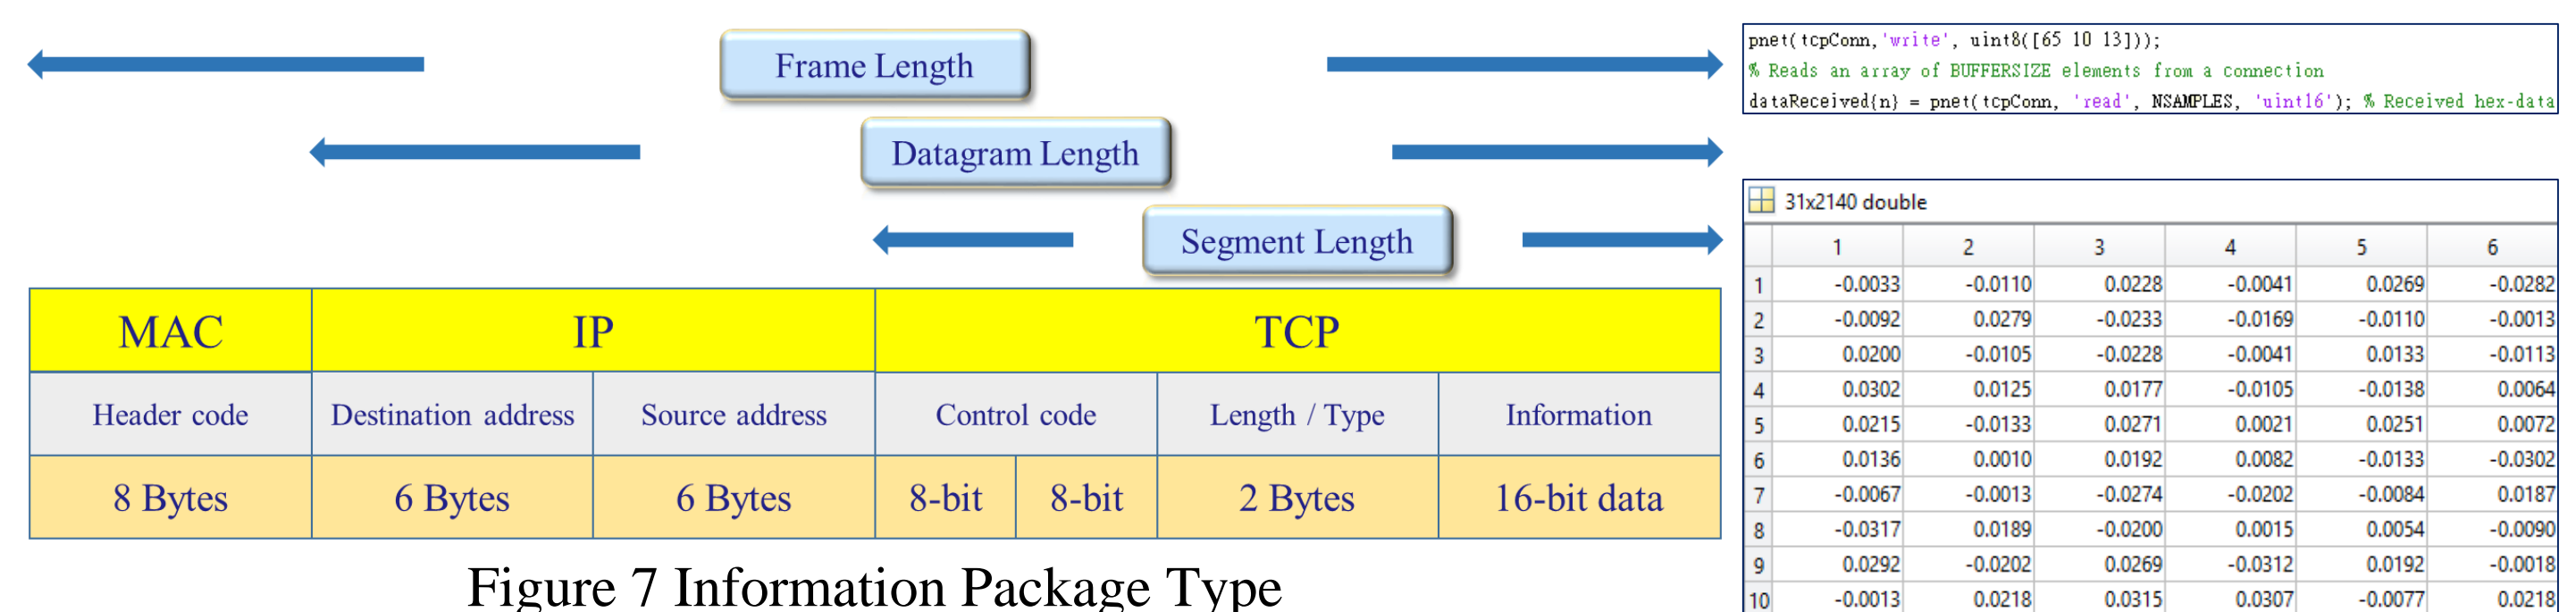 Frame Length
Datagram Length
Segment Length
MAC IP TCP
Header code Destination address Source address Control code Length / Type Information
8 Bytes 6 Bytes 6 Bytes 8-bit 8-bit 2 Bytes 16-bit data
Figure 7 Information Package Type
pnet(tcpConn,'write', uint8([65 10 13]));
% Reads an array of BUFFERSIZE elements from a connection
dataReceived{n} = pnet(tcpConn, 'read', NSAMPLES, 'uint16'); % Received hex-data
31x2140 double
1 2 3 4 5 6
1 -0.0033 -0.0110 0.0228 -0.0041 0.0269 -0.0282
2 -0.0092 0.0279 -0.0233 -0.0169 -0.0110 -0.0013
3 0.0200 -0.0105 -0.0228 -0.0041 0.0133 -0.0113
4 0.0302 0.0125 0.0177 -0.0105 -0.0138 0.0064
5 0.0215 -0.0133 0.0271 0.0021 0.0251 0.0072
6 0.0136 0.0010 0.0192 0.0082 -0.0133 -0.0302
7 -0.0067 -0.0013 -0.0274 -0.0202 -0.0084 0.0187
8 -0.0317 0.0189 -0.0200 0.0015 0.0054 -0.0090
9 0.0292 -0.0202 0.0269 -0.0312 0.0192 -0.0018
10 -0.0013 0.0218 0.0315 0.0307 -0.0077 0.0218